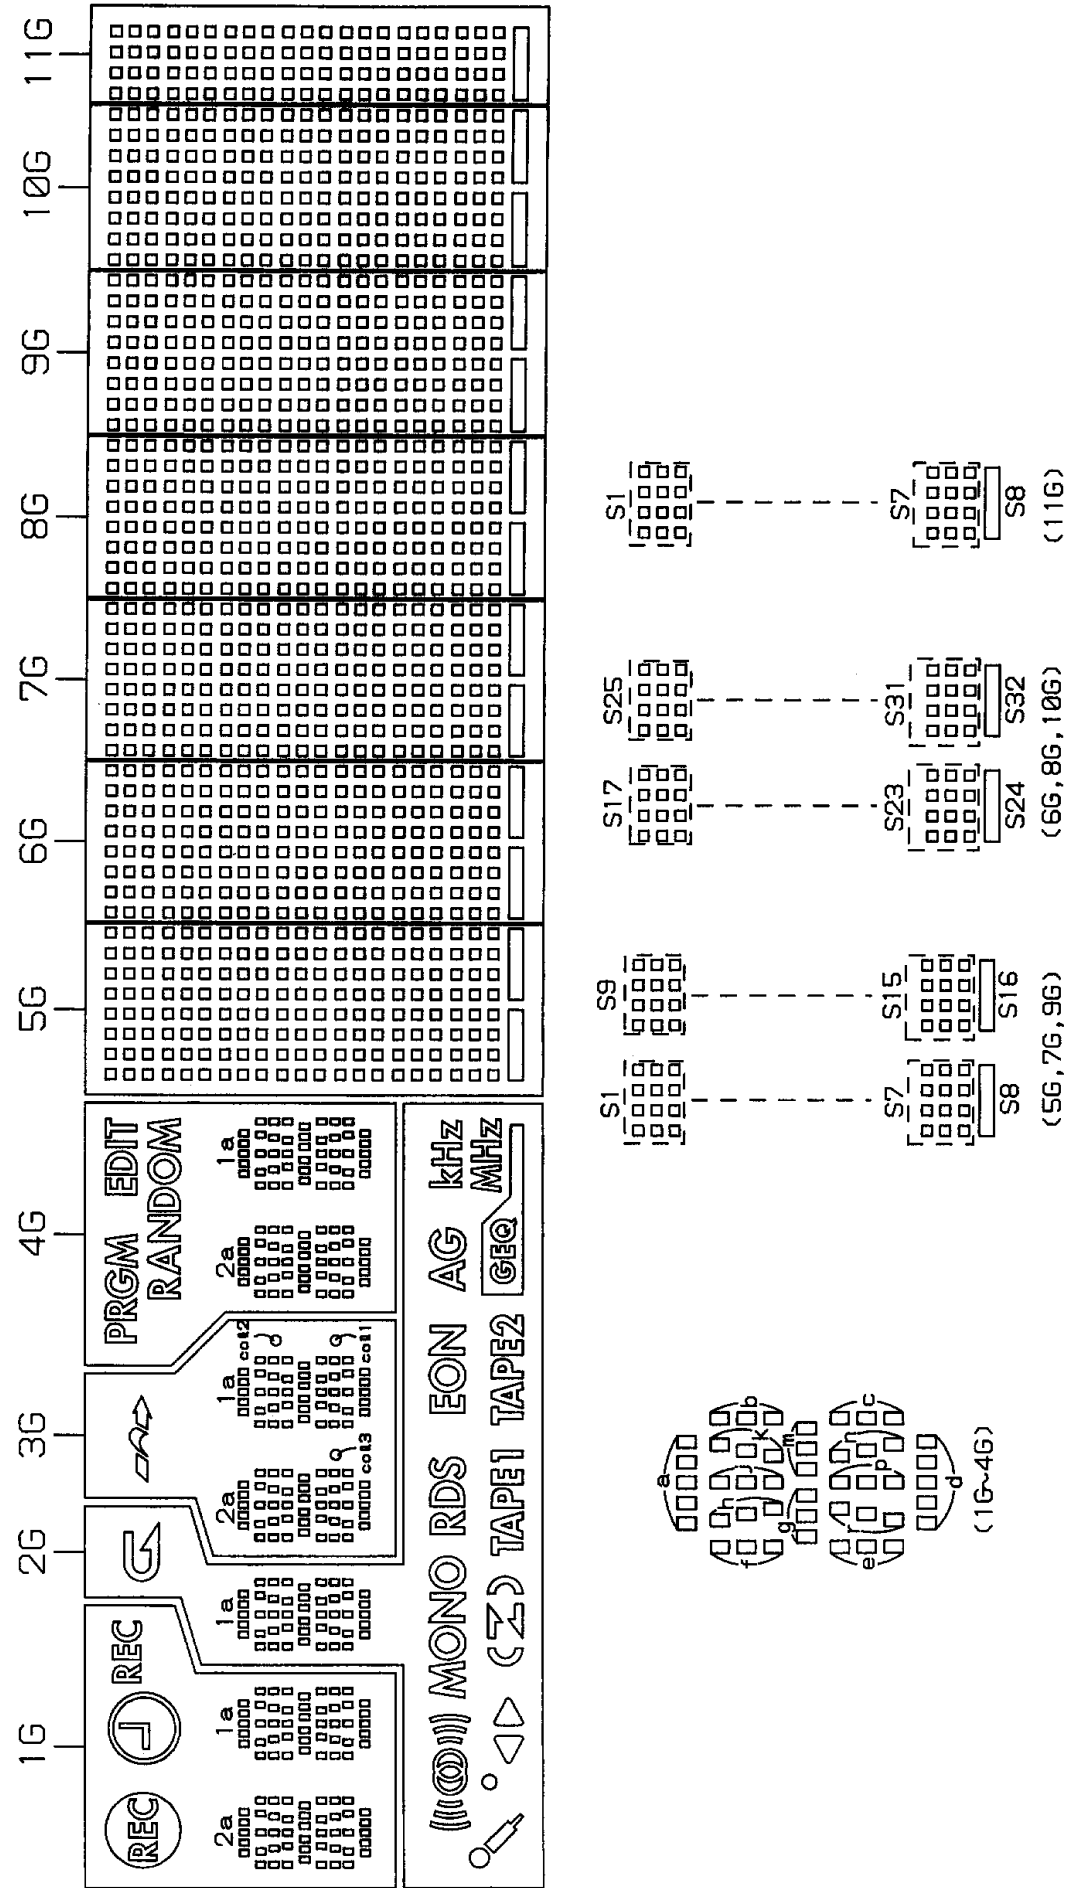 1G 2G 3G 4G 5G 6G 7G 8G 9G 10G 11G
REC REC PRGM EDIT
RANDOM
2a 1a 1a 2a 1a 2a 1a
col3 col2
col1
MONO RDS EON AG kHz
MHz
TAPE1 TAPE2 GEQ
a
f h j k b
g m
e r p n c
d
(1G~4G)
S1 S9 S17 S25 S1
S7 S15 S23 S31 S7
S8 S16 S24 S32 S8
(5G,7G,9G) (6G,8G,10G) (11G)